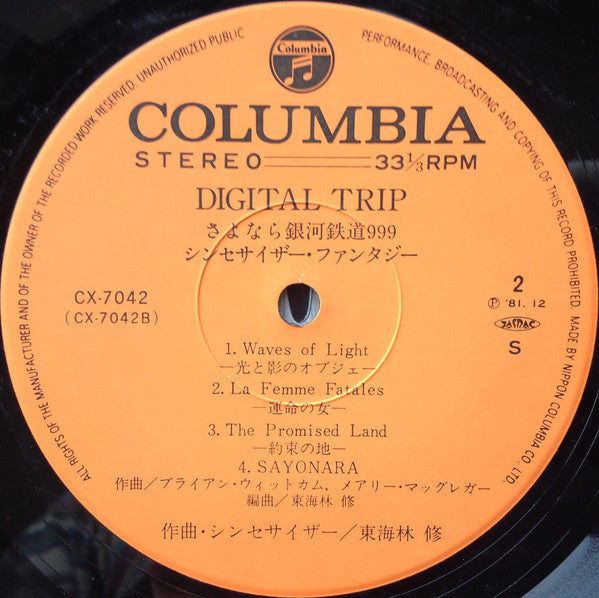 ALL RIGHTS OF THE MANUFACTURER AND OF THE OWNER OF THE RECORDED WORK RESERVED. UNAUTHORIZED PUBLIC PERFORMANCE, BROADCASTING AND COPYING OF THIS RECORD PROHIBITED. MADE BY NIPPON COLUMBIA CO. LTD.
Columbia
COLUMBIA
STEREO 33⅓RPM
DIGITAL TRIP
さよなら銀河鉄道999
シンセサイザー・ファンタジー
CX-7042
(CX-7042B)
2
Ⓟ '81. 12
JASRAC
S
1. Waves of Light
—光と影のオブジェ—
2. La Femme Fatales
—運命の女—
3. The Promised Land
—約束の地—
4. SAYONARA
作曲/ブライアン・ウィットカム、メアリー・マッグレガー
編曲/東海林 修
作曲・シンセサイザー/東海林 修